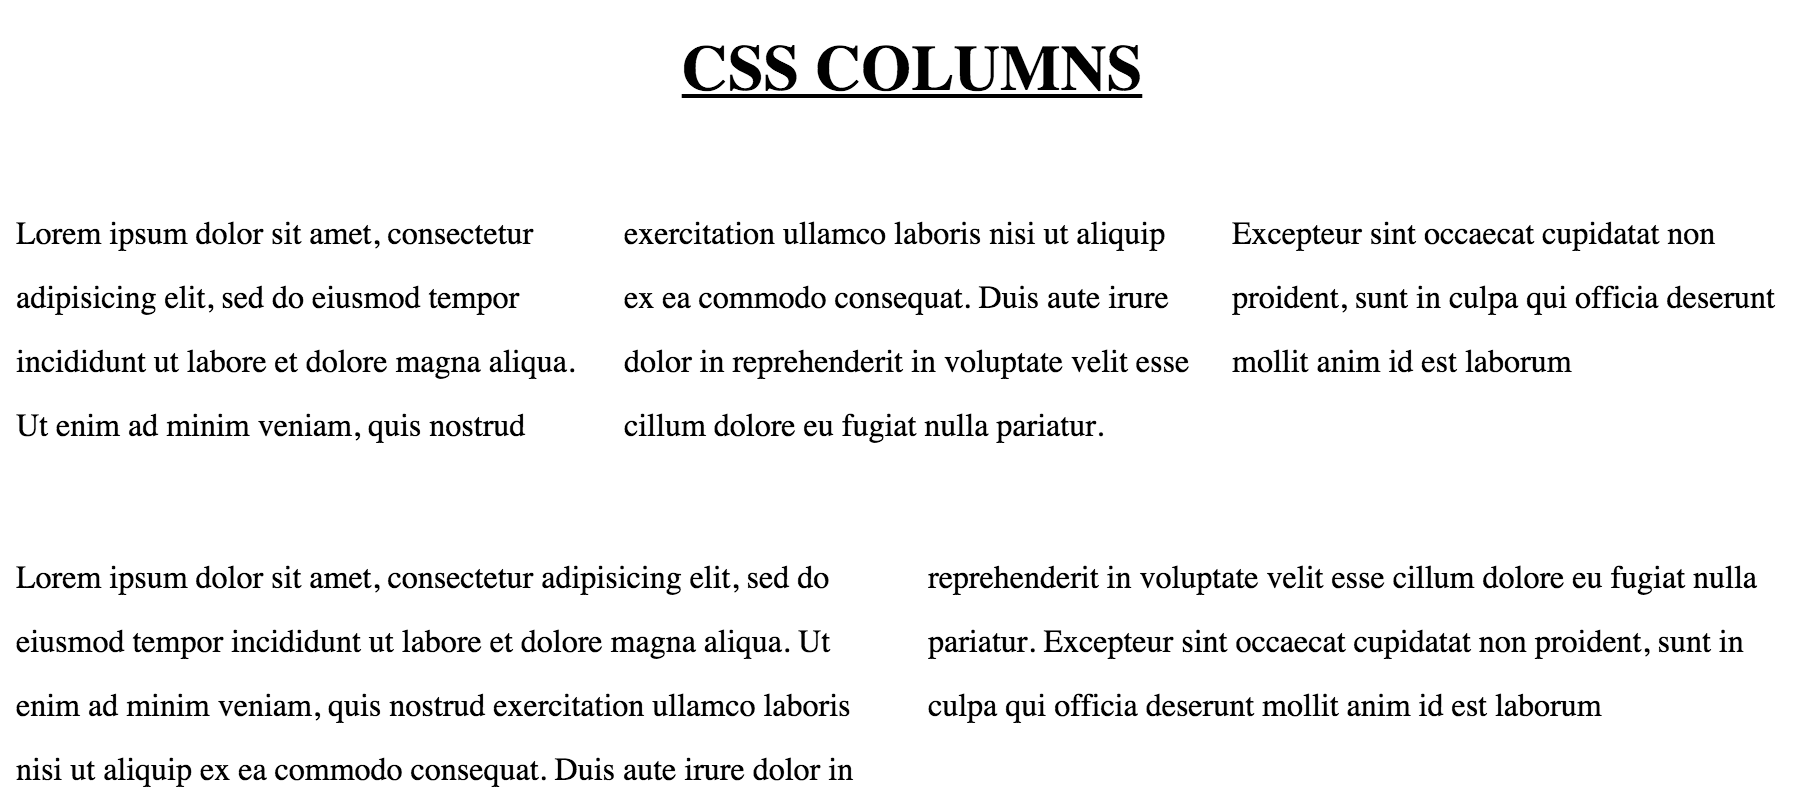 CSS COLUMNS
Lorem ipsum dolor sit amet, consectetur
adipisicing elit, sed do eiusmod tempor
incididunt ut labore et dolore magna aliqua.
Ut enim ad minim veniam, quis nostrud
exercitation ullamco laboris nisi ut aliquip
ex ea commodo consequat. Duis aute irure
dolor in reprehenderit in voluptate velit esse
cillum dolore eu fugiat nulla pariatur.
Excepteur sint occaecat cupidatat non
proident, sunt in culpa qui officia deserunt
mollit anim id est laborum
Lorem ipsum dolor sit amet, consectetur adipisicing elit, sed do
eiusmod tempor incididunt ut labore et dolore magna aliqua. Ut
enim ad minim veniam, quis nostrud exercitation ullamco laboris
nisi ut aliquip ex ea commodo consequat. Duis aute irure dolor in
reprehenderit in voluptate velit esse cillum dolore eu fugiat nulla
pariatur. Excepteur sint occaecat cupidatat non proident, sunt in
culpa qui officia deserunt mollit anim id est laborum